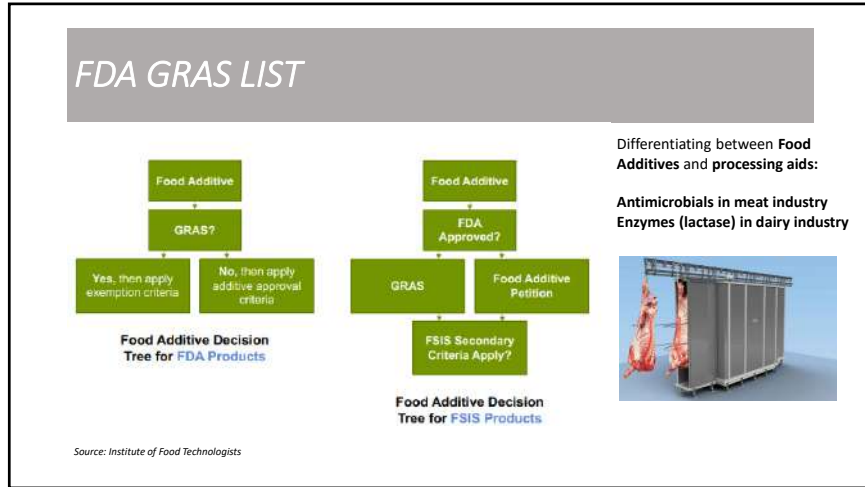 FDA GRAS LIST
Food Additive
GRAS?
Yes, then apply
exemption criteria
No, then apply
additive approval
criteria
Food Additive Decision
Tree for FDA Products
Food Additive
FDA
Approved?
GRAS
Food Additive
Petition
FSIS Secondary
Criteria Apply?
Food Additive Decision
Tree for FSIS Products
Differentiating between Food
Additives and processing aids:
Antimicrobials in meat industry
Enzymes (lactase) in dairy industry
Source: Institute of Food Technologists